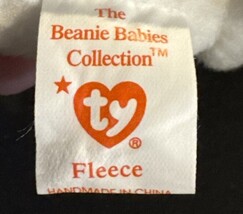 The
Beanie Babies
Collection™
ty
®
Fleece
HANDMADE IN CHINA